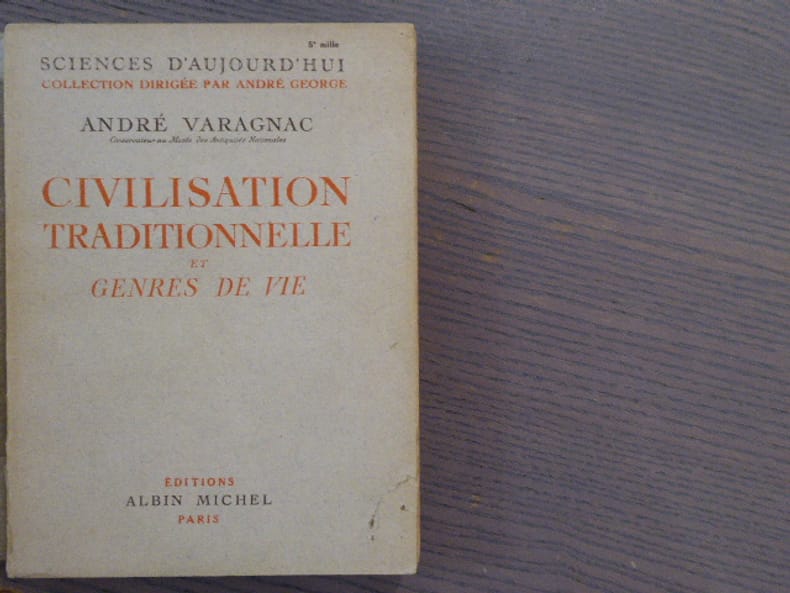 5e mille
SCIENCES D'AUJOURD'HUI
COLLECTION DIRIGÉE PAR ANDRÉ GEORGE
ANDRÉ VARAGNAC
Conservateur au Musée des Antiquités Nationales
CIVILISATION
TRADITIONNELLE
ET
GENRES DE VIE
ÉDITIONS
ALBIN MICHEL
PARIS